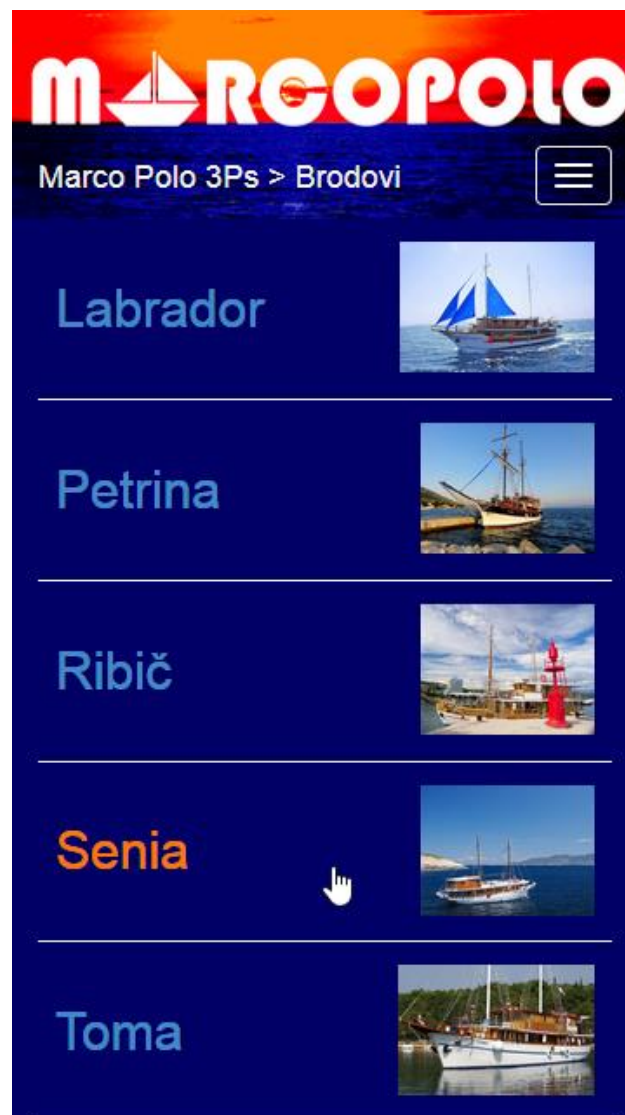 MARCOPOLO
Marco Polo 3Ps > Brodovi
Labrador
Petrina
Ribič
Senia
Toma